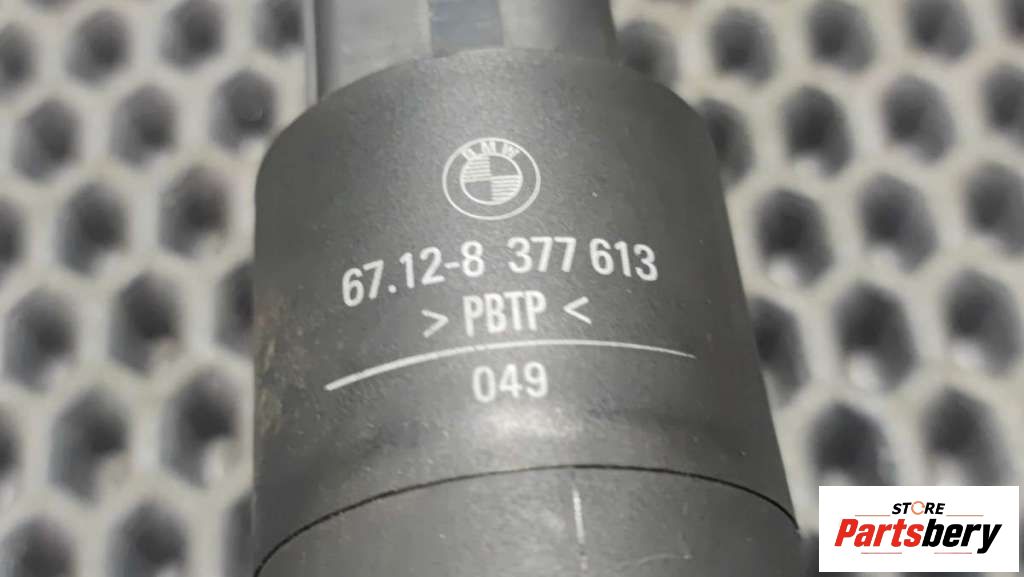 BMW
67.12-8 377 613
> PBTP <
049
STORE
Partsbery